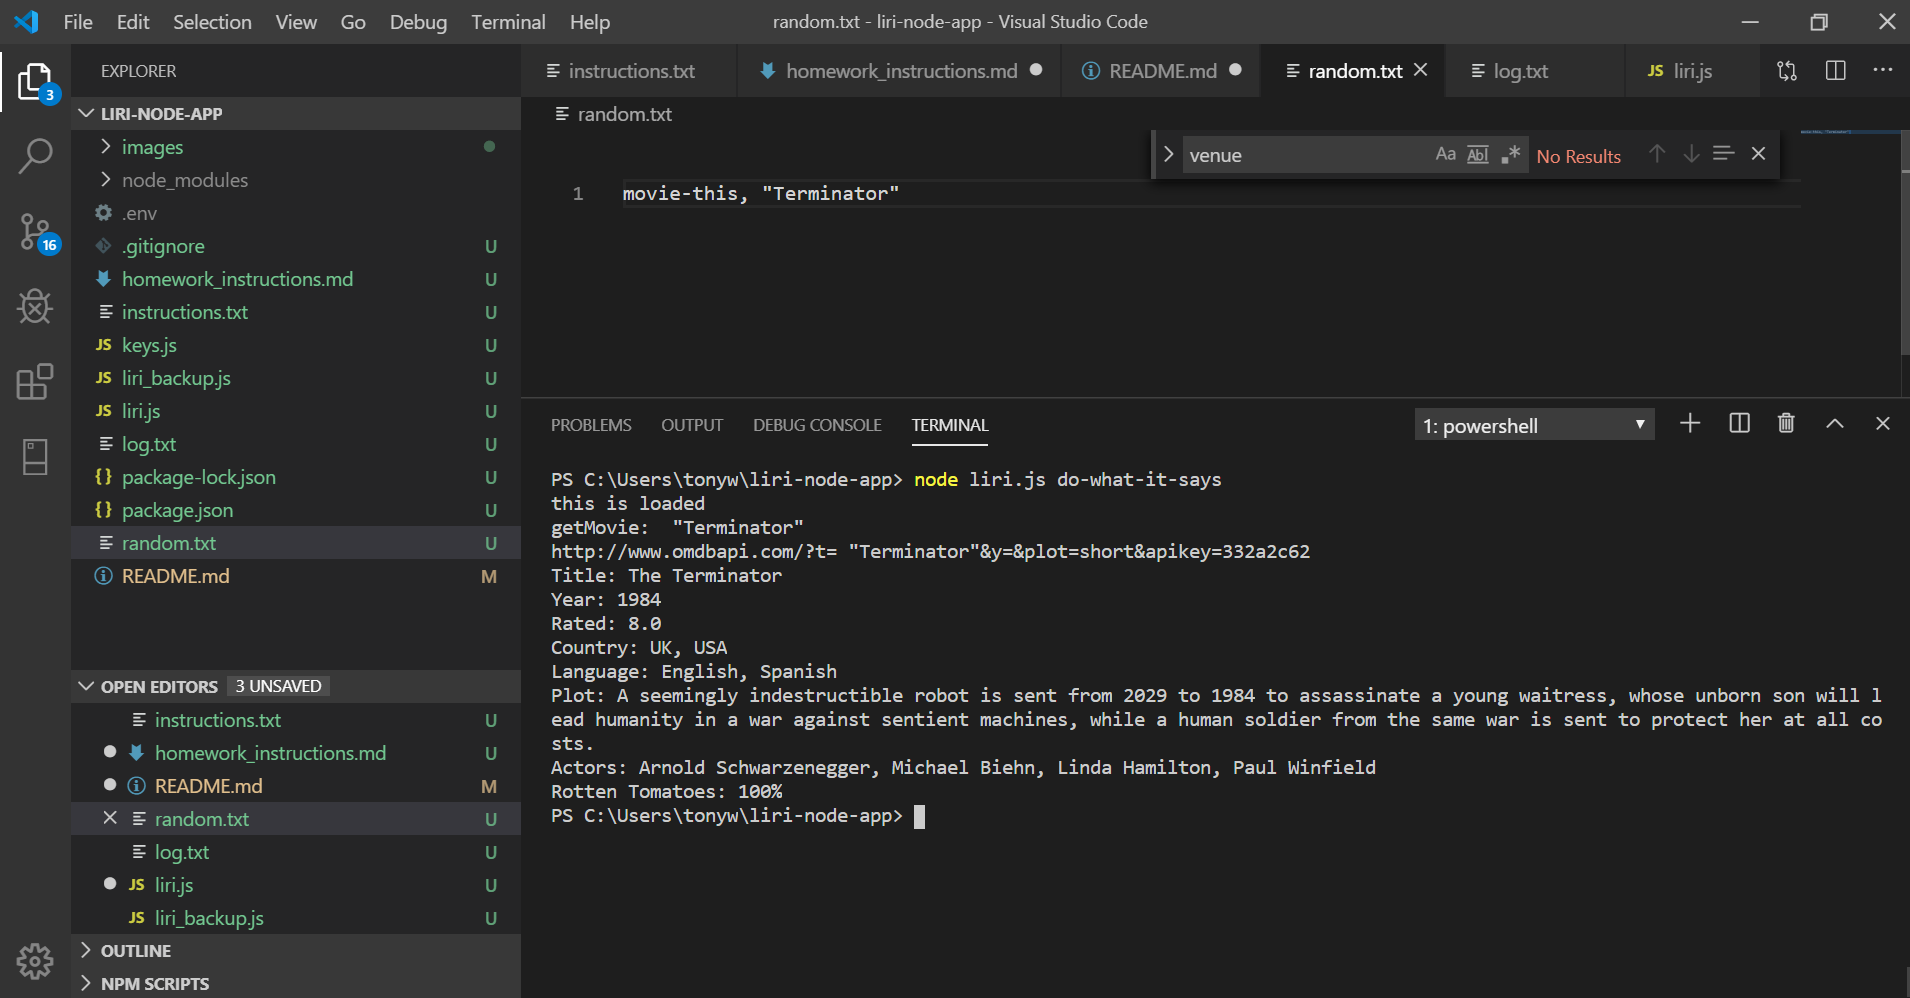 File Edit Selection View Go Debug Terminal Help
random.txt - liri-node-app - Visual Studio Code
3
16
EXPLORER
LIRI-NODE-APP
images
node_modules
.env
.gitignore U
homework_instructions.md U
instructions.txt U
JS keys.js U
JS liri_backup.js U
JS liri.js U
log.txt U
{} package-lock.json U
{} package.json U
random.txt U
README.md M
OPEN EDITORS 3 UNSAVED
instructions.txt U
homework_instructions.md U
README.md M
random.txt U
log.txt U
JS liri.js U
JS liri_backup.js U
OUTLINE
NPM SCRIPTS
instructions.txt homework_instructions.md README.md random.txt log.txt JS liri.js
random.txt
venue Aa Abl .* No Results
1 movie-this, "Terminator"
PROBLEMS OUTPUT DEBUG CONSOLE TERMINAL 1: powershell
PS C:\Users\tonyw\liri-node-app> node liri.js do-what-it-says
this is loaded
getMovie:  "Terminator"
http://www.omdbapi.com/?t= "Terminator"&y=&plot=short&apikey=332a2c62
Title: The Terminator
Year: 1984
Rated: 8.0
Country: UK, USA
Language: English, Spanish
Plot: A seemingly indestructible robot is sent from 2029 to 1984 to assassinate a young waitress, whose unborn son will l
ead humanity in a war against sentient machines, while a human soldier from the same war is sent to protect her at all co
sts.
Actors: Arnold Schwarzenegger, Michael Biehn, Linda Hamilton, Paul Winfield
Rotten Tomatoes: 100%
PS C:\Users\tonyw\liri-node-app>